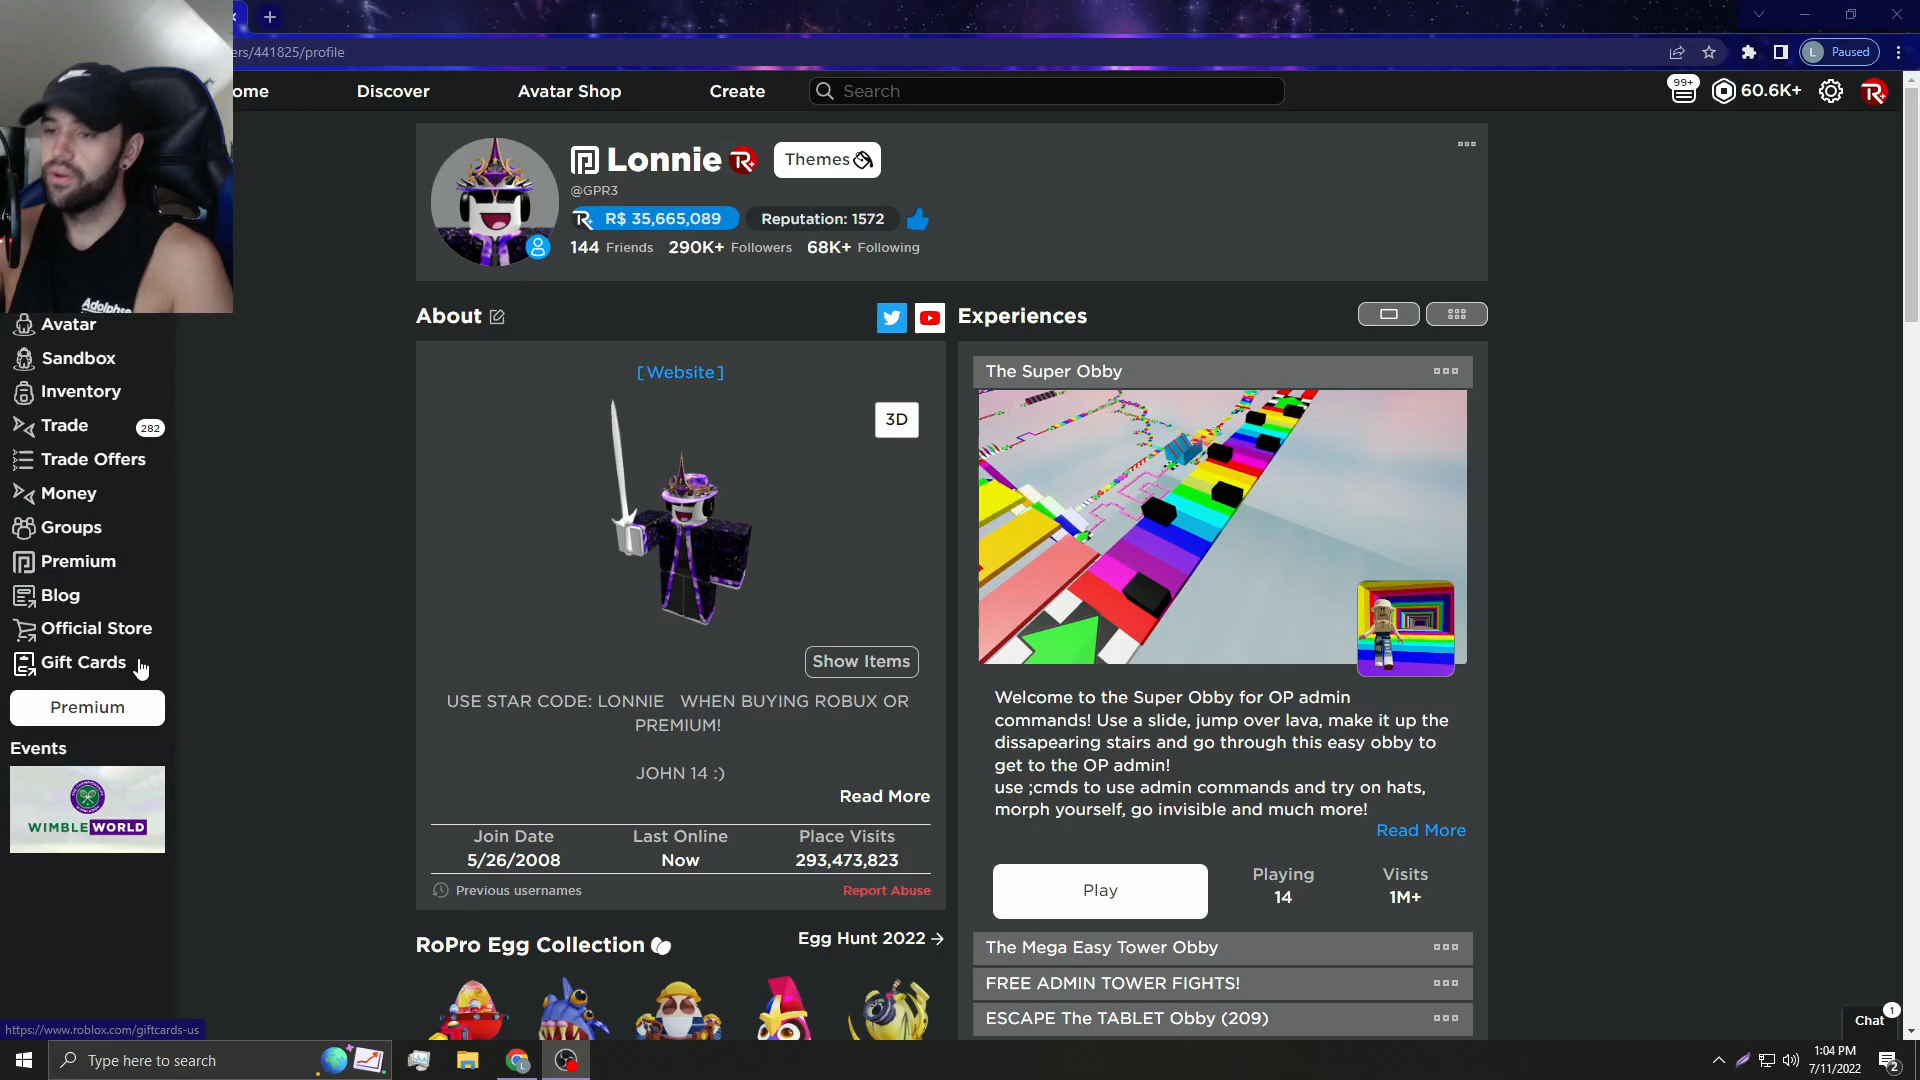 ers/441825/profile
L Paused
ome
Discover
Avatar Shop
Create
Search
99+
60.6K+
Lonnie
Themes
@GPR3
R$ 35,665,089
Reputation: 1572
144 Friends 290K+ Followers 68K+ Following
Adolphse
Avatar
Sandbox
Inventory
Trade 282
Trade Offers
Money
Groups
Premium
Blog
Official Store
Gift Cards
Premium
Events
WIMBLEWORLD
About
[Website]
3D
Show Items
USE STAR CODE: LONNIE WHEN BUYING ROBUX OR
PREMIUM!
JOHN 14 :)
Read More
Join Date Last Online Place Visits
5/26/2008 Now 293,473,823
Previous usernames
Report Abuse
RoPro Egg Collection
Egg Hunt 2022
Experiences
The Super Obby
Welcome to the Super Obby for OP admin
commands! Use a slide, jump over lava, make it up the
dissapearing stairs and go through this easy obby to
get to the OP admin!
use ;cmds to use admin commands and try on hats,
morph yourself, go invisible and much more!
Read More
Play
Playing Visits
14 1M+
The Mega Easy Tower Obby
FREE ADMIN TOWER FIGHTS!
ESCAPE The TABLET Obby (209)
Chat 1
https://www.roblox.com/giftcards-us
Type here to search
1:04 PM
7/11/2022
2